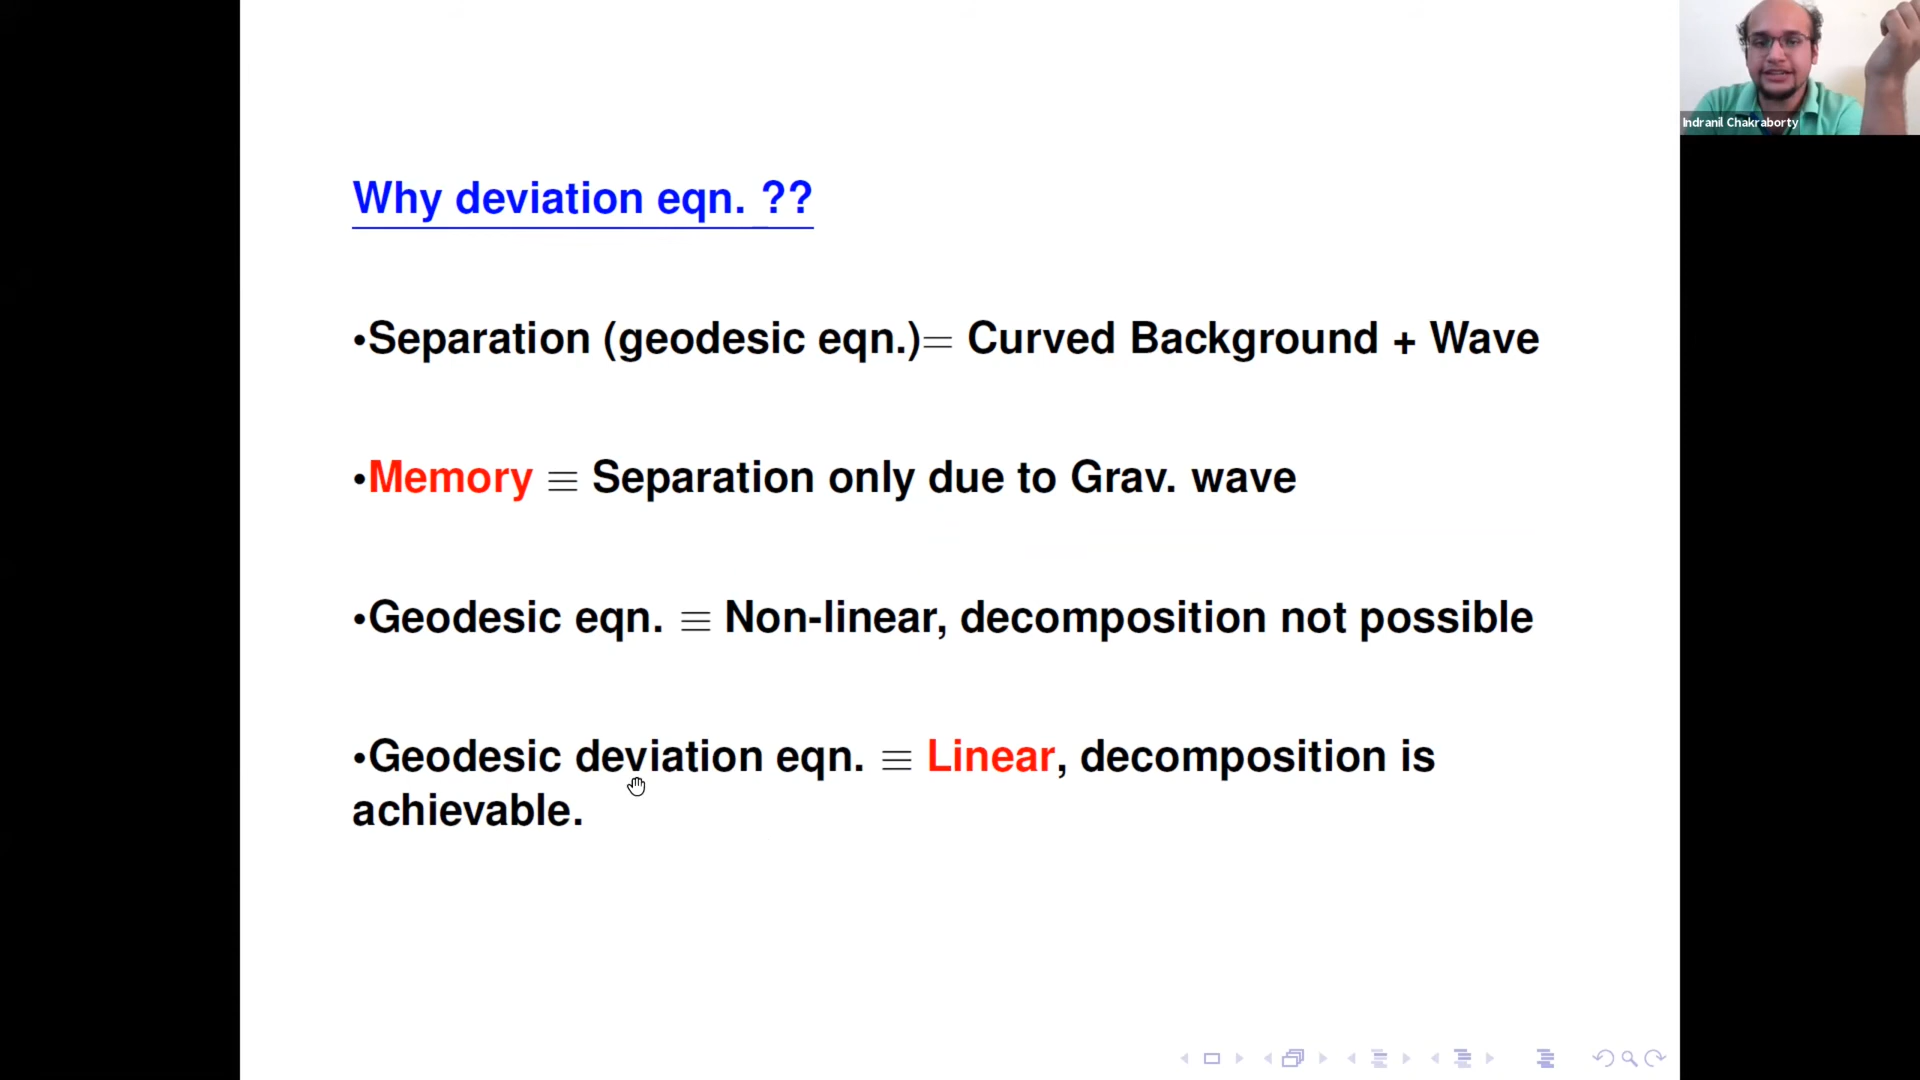 Indranil Chakraborty
Why deviation eqn. ??
•Separation (geodesic eqn.)= Curved Background + Wave
•Memory ≡ Separation only due to Grav. wave
•Geodesic eqn. ≡ Non-linear, decomposition not possible
•Geodesic deviation eqn. ≡ Linear, decomposition is
achievable.